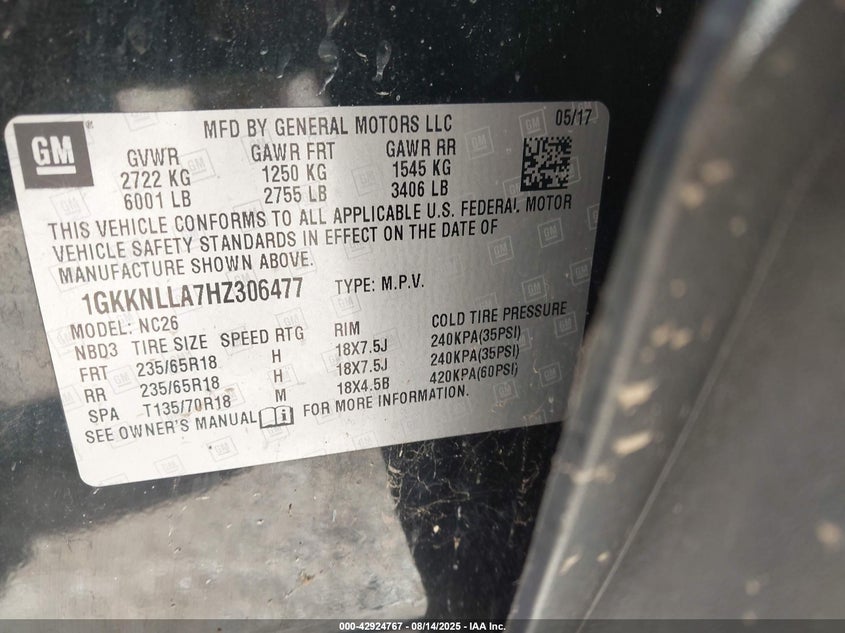 GM
MFD BY GENERAL MOTORS LLC
05/17
GVWR GAWR FRT GAWR RR
2722 KG 1250 KG 1545 KG
6001 LB 2755 LB 3406 LB
THIS VEHICLE CONFORMS TO ALL APPLICABLE U.S. FEDERAL MOTOR
VEHICLE SAFETY STANDARDS IN EFFECT ON THE DATE OF
MANUFACTURE SHOWN ABOVE.
1GKKNLLA7HZ306477 TYPE: M.P.V.
MODEL: NC26
NBD3 TIRE SIZE SPEED RTG RIM COLD TIRE PRESSURE
FRT 235/65R18 H 18X7.5J 240KPA(35PSI)
RR 235/65R18 H 18X7.5J 240KPA(35PSI)
SPA T135/70R18 M 18X4.5B 420KPA(60PSI)
SEE OWNER'S MANUAL FOR MORE INFORMATION.
000-42924767 - 08/14/2025 - IAA Inc.